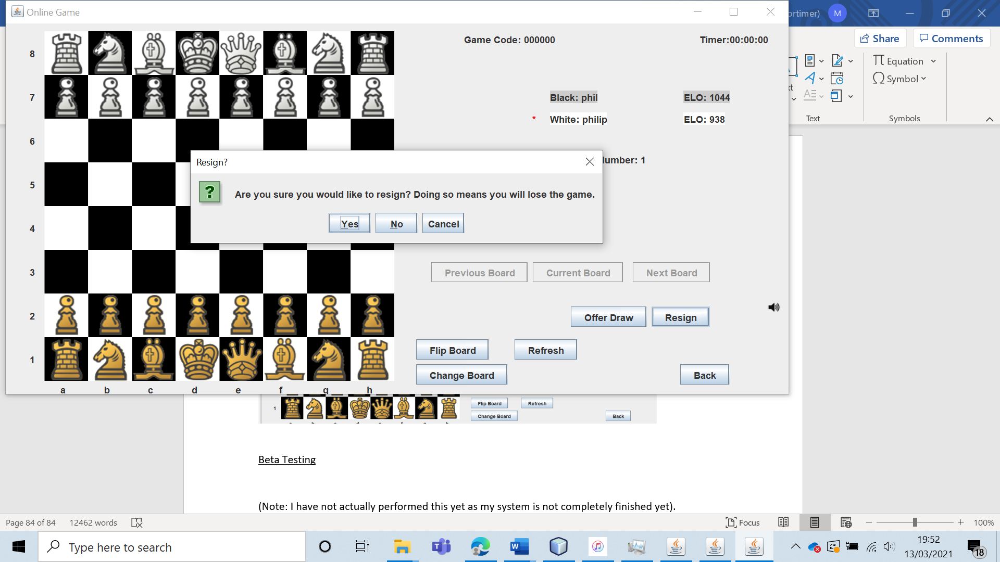 Online Game
ortimer)
M
Share
Comments
8
Game Code: 000000
Timer:00:00:00
Equation
Symbol
7
Black: phil
ELO: 1044
Text
Symbols
*
White: philip
ELO: 938
6
Resign?
Number: 1
5
?
Are you sure you would like to resign? Doing so means you will lose the game.
4
Yes
No
Cancel
3
Previous Board
Current Board
Next Board
2
Offer Draw
Resign
Flip Board
Refresh
1
Change Board
Back
a b c d e f g h
1
Flip Board
Refresh
Change Board
Back
Beta Testing
(Note: I have not actually performed this yet as my system is not completely finished yet).
Page 84 of 84
12462 words
Focus
100%
Type here to search
19:52
13/03/2021
18